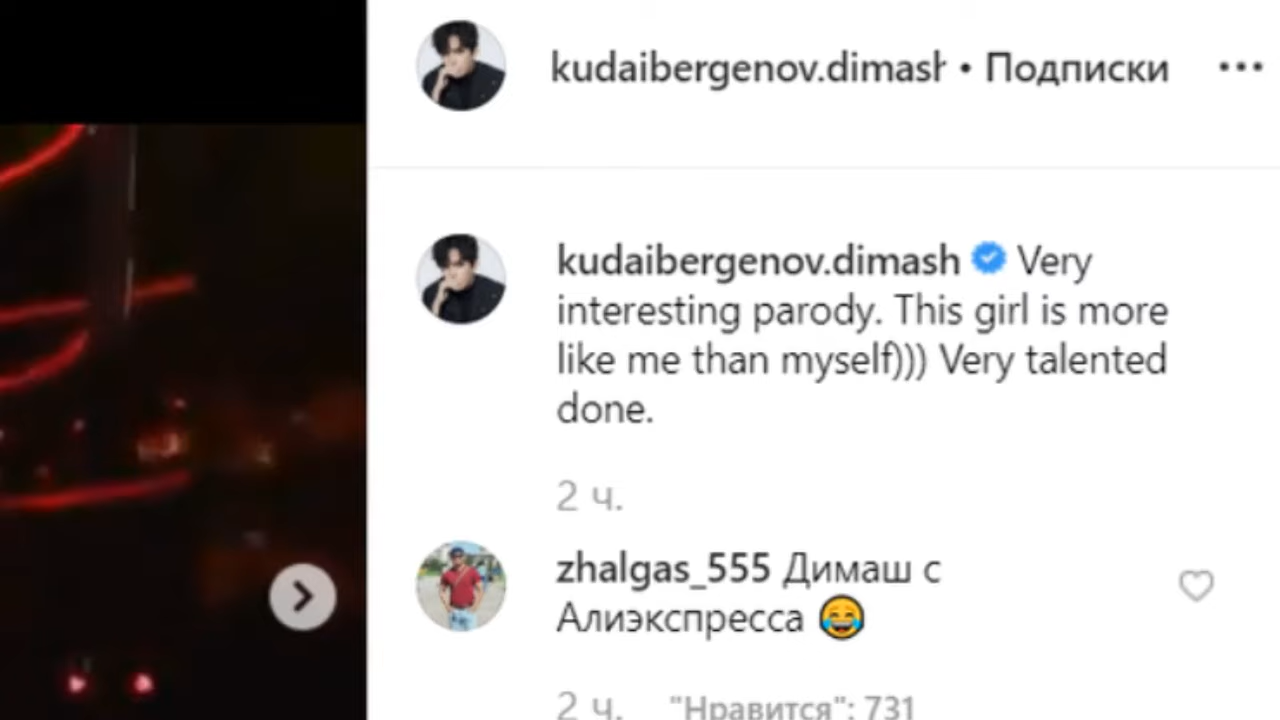 kudaibergenov.dimash • Подписки •••
kudaibergenov.dimash Very
interesting parody. This girl is more
like me than myself))) Very talented
done.
2 ч.
zhalgas_555 Димаш с
Алиэкспресса 😂
2 ч. "Нравится": 731